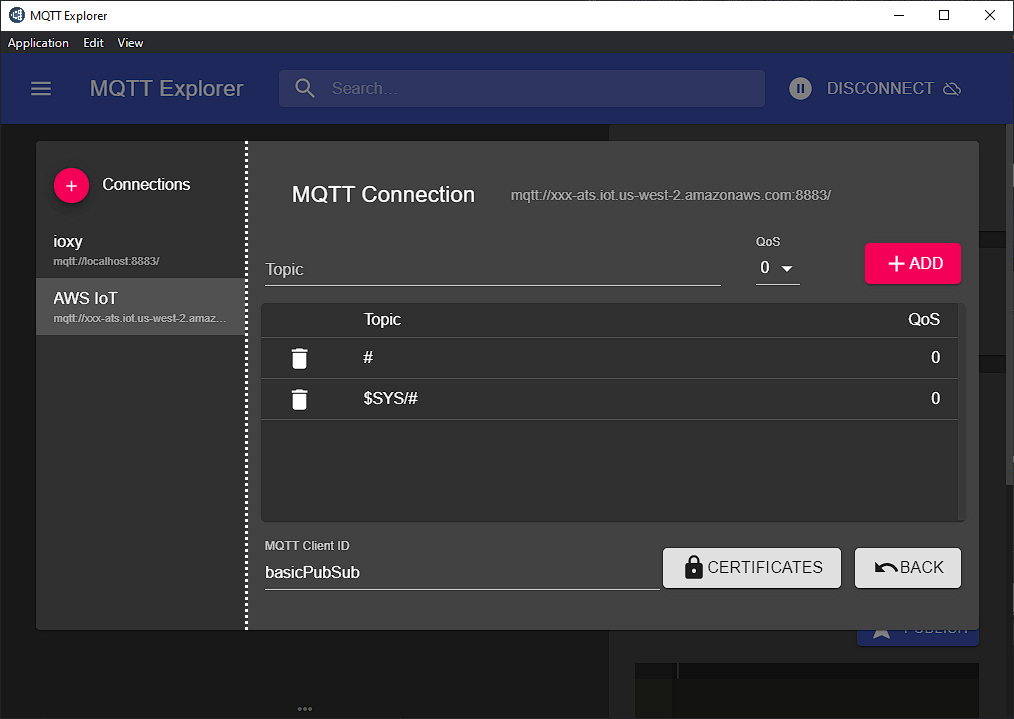 MQTT Explorer
Application Edit View
MQTT Explorer Search... DISCONNECT
Connections
ioxy
mqtt://localhost:8883/
AWS IoT
mqtt://xxx-ats.iot.us-west-2.amaz...
MQTT Connection mqtt://xxx-ats.iot.us-west-2.amazonaws.com:8883/
Topic
QoS
0
ADD
Topic QoS
# 0
$SYS/# 0
MQTT Client ID
basicPubSub
CERTIFICATES
BACK
PUBLISH